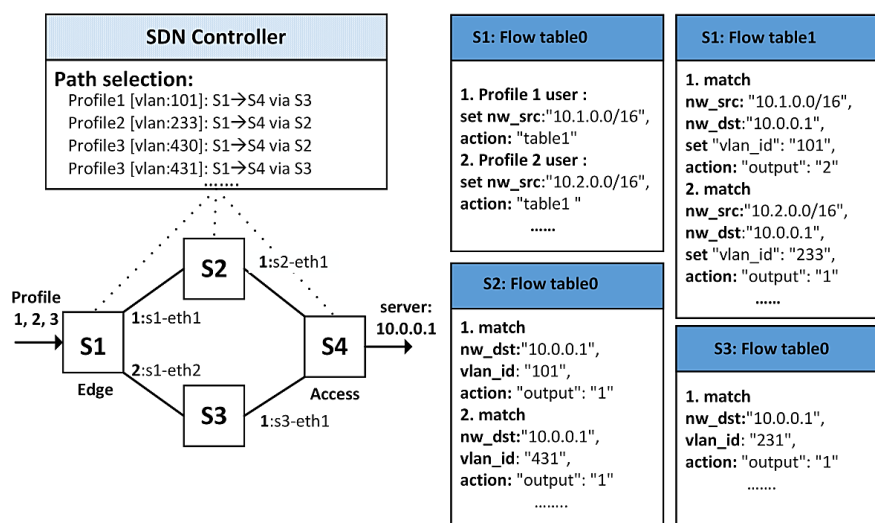 SDN Controller
Path selection:
Profile1 [vlan:101]: S1→S4 via S3
Profile2 [vlan:233]: S1→S4 via S2
Profile3 [vlan:430]: S1→S4 via S2
Profile3 [vlan:431]: S1→S4 via S3
.......
S2
1:s2-eth1
Profile
1, 2, 3
S1
1:s1-eth1
2:s1-eth2
Edge
S3
1:s3-eth1
S4
Access
server:
10.0.0.1
S1: Flow table0
1. Profile 1 user :
set nw_src:"10.1.0.0/16",
action: "table1"
2. Profile 2 user :
set nw_src:"10.2.0.0/16",
action: "table1 "
......
S1: Flow table1
1. match
nw_src: "10.1.0.0/16",
nw_dst:"10.0.0.1",
set "vlan_id": "101",
action: "output": "2"
2. match
nw_src:"10.2.0.0/16",
nw_dst:"10.0.0.1",
set "vlan_id": "233",
action: "output": "1"
......
S2: Flow table0
1. match
nw_dst:"10.0.0.1",
vlan_id: "101",
action: "output": "1"
2. match
nw_dst:"10.0.0.1",
vlan_id: "431",
action: "output": "1"
........
S3: Flow table0
1. match
nw_dst:"10.0.0.1",
vlan_id: "231",
action: "output": "1"
.......